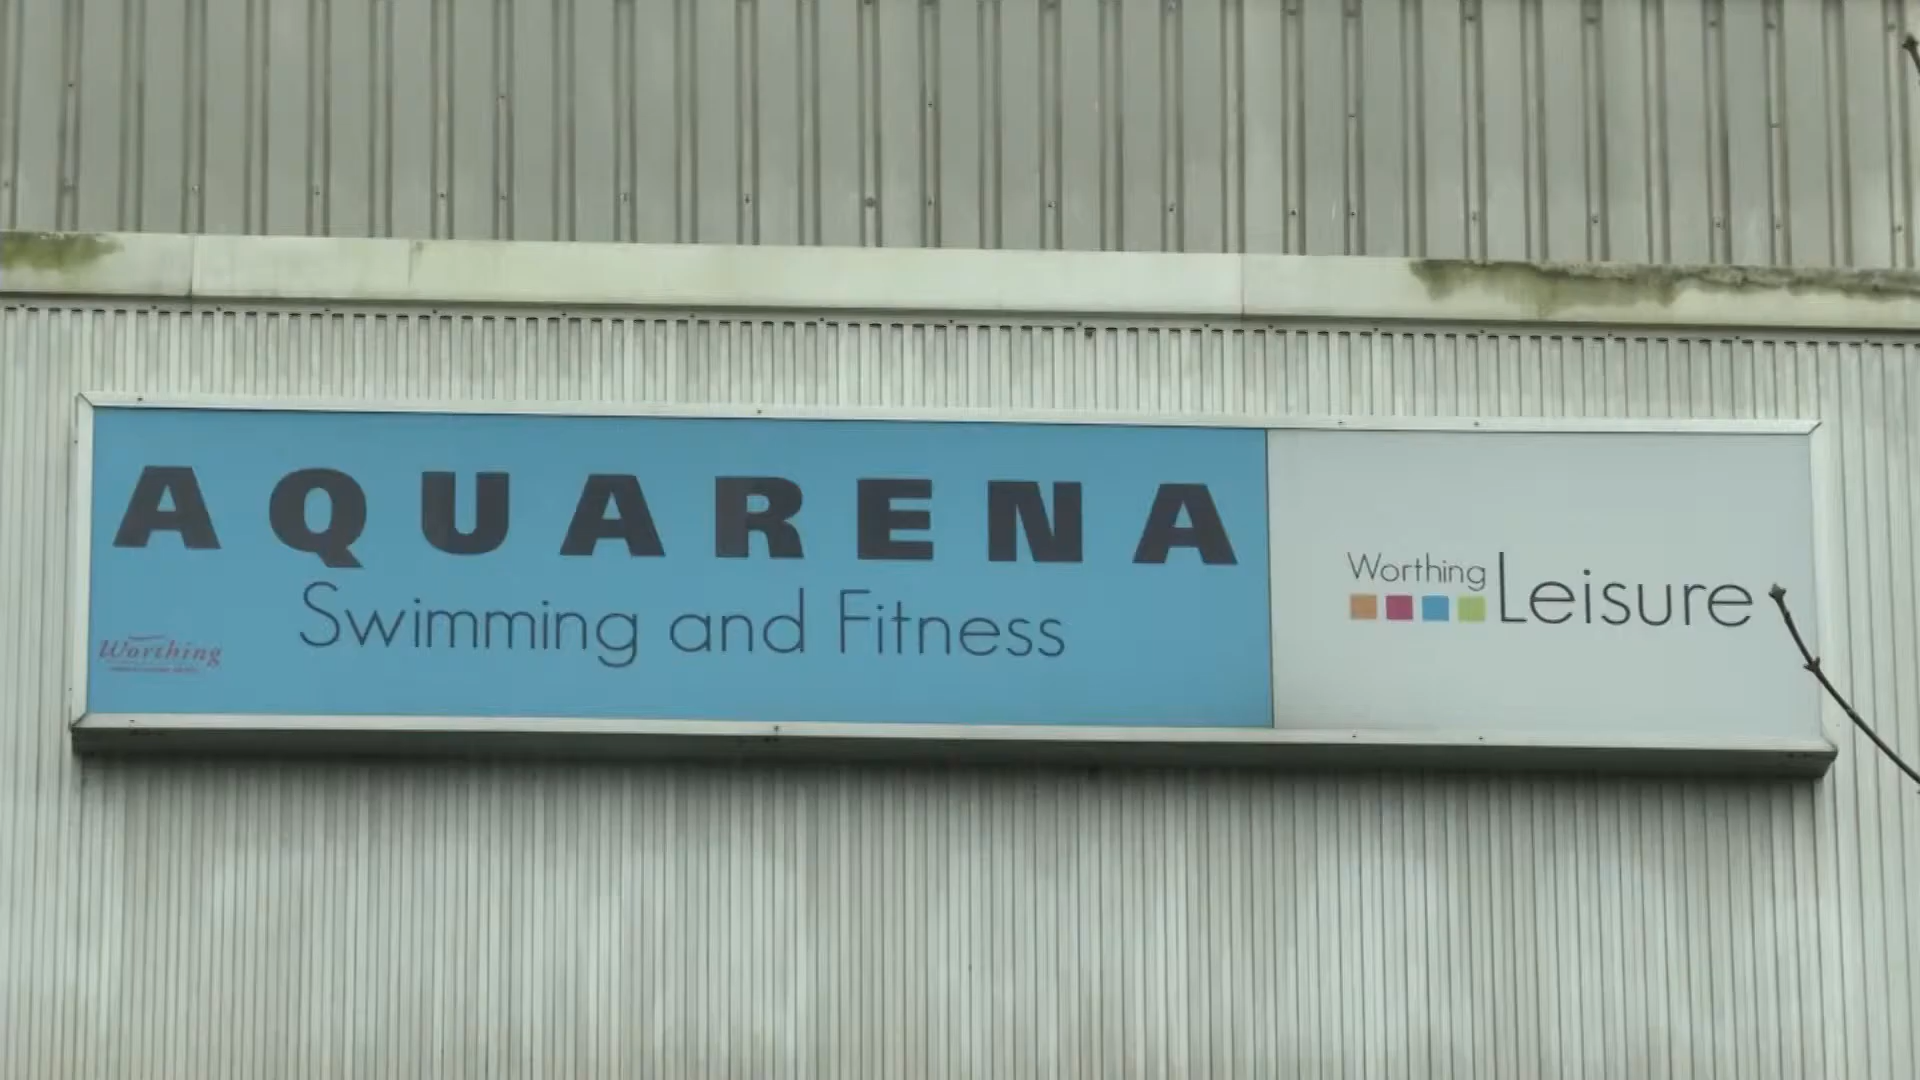 AQUARENA
Swimming and Fitness
Worthing
Worthing
Leisure